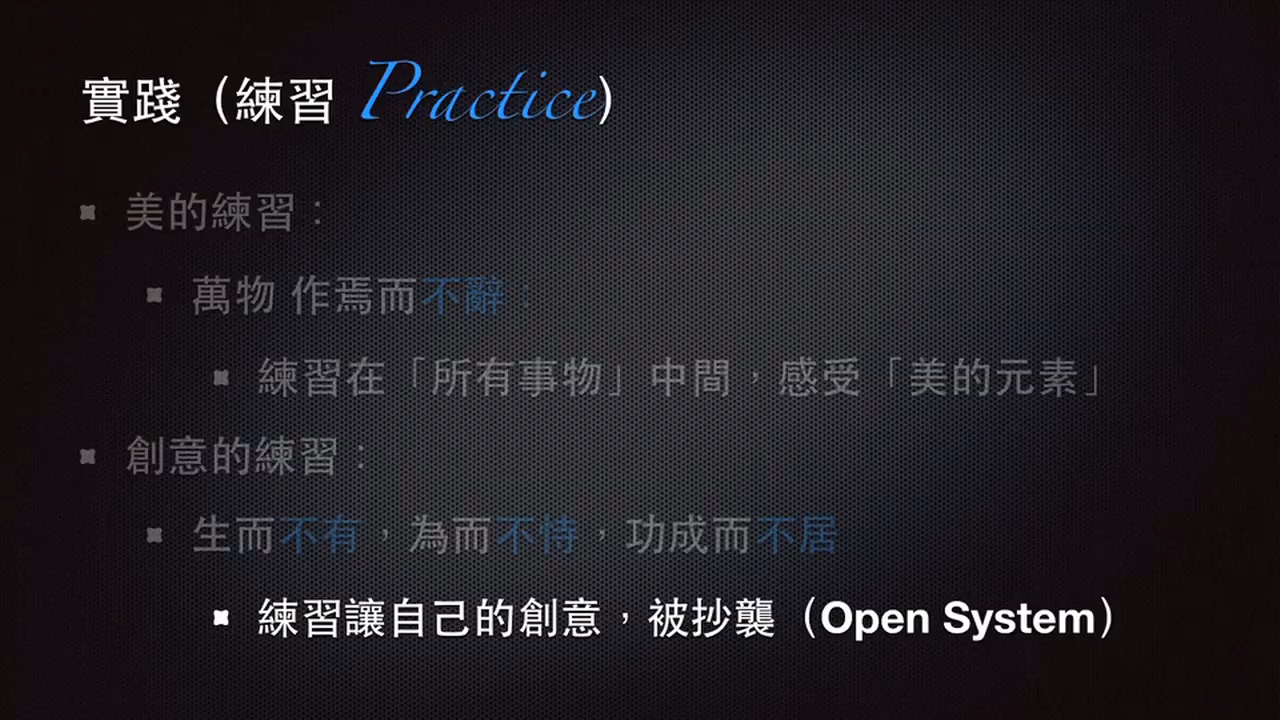 實踐（練習 Practice）
美的練習：
萬物 作焉而不辭：
練習在「所有事物」中間，感受「美的元素」
創意的練習：
生而不有，為而不恃，功成而不居
練習讓自己的創意，被抄襲（Open System）